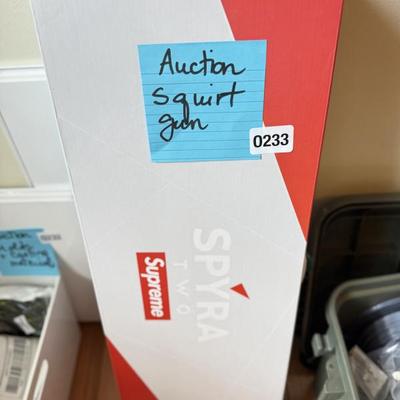 Auction
squirt
gun
0233
SPYRA
TWO
Supreme